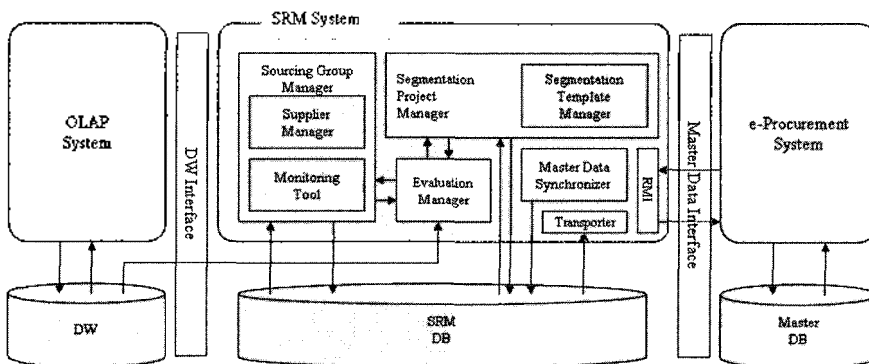 SRM System
OLAP
System
DW Interface
Sourcing Group
Manager
Supplier
Manager
Monitoring
Tool
Segmentation
Project
Manager
Segmentation
Template
Manager
Evaluation
Manager
Master Data
Synchronizer
Transporter
RMI
Master Data Interface
e-Procurement
System
DW
SRM
DB
Master
DB